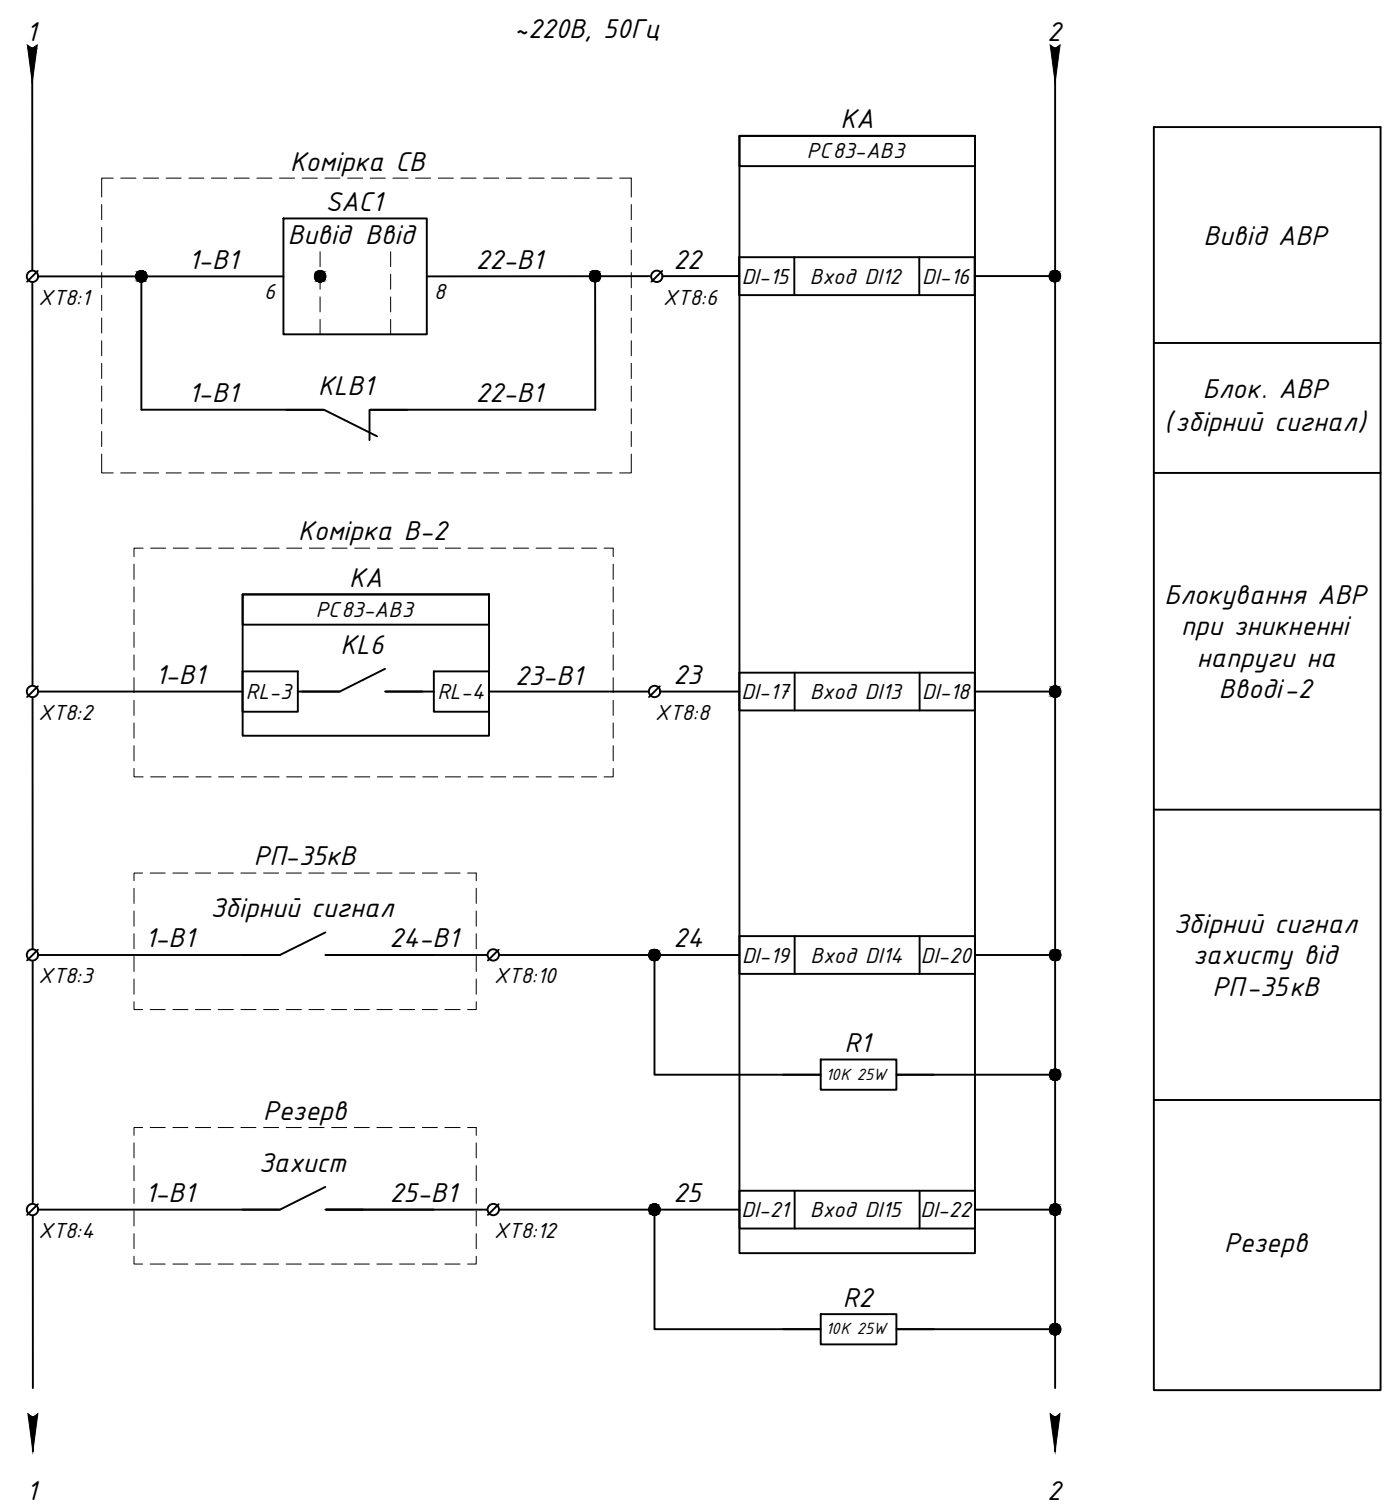 1
~220В, 50Гц
2
KA
РС83-АВ3
Комірка СВ
SAC1
Вивід Ввід
1-В1
22-В1
22
6
8
XT8:1
XT8:6
DI-15
Вход DI12
DI-16
Вивід АВР
1-В1
KLB1
22-В1
Блок. АВР
(збірний сигнал)
Комірка В-2
KA
РС83-АВ3
KL6
1-В1
RL-3
RL-4
23-В1
23
XT8:2
XT8:8
DI-17
Вход DI13
DI-18
Блокування АВР
при зникненні
напруги на
Вводі-2
РП-35кВ
Збірний сигнал
1-В1
24-В1
24
XT8:3
XT8:10
DI-19
Вход DI14
DI-20
Збірний сигнал
захисту від
РП-35кВ
R1
10К 25W
Резерв
Захист
1-В1
25-В1
25
XT8:4
XT8:12
DI-21
Вход DI15
DI-22
Резерв
R2
10К 25W
1
2